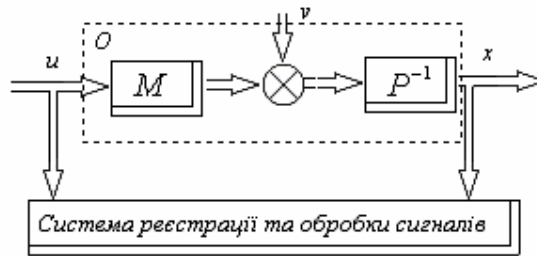 v
O
u
x
M
P⁻¹
Система реєстрації та обробки сигналів